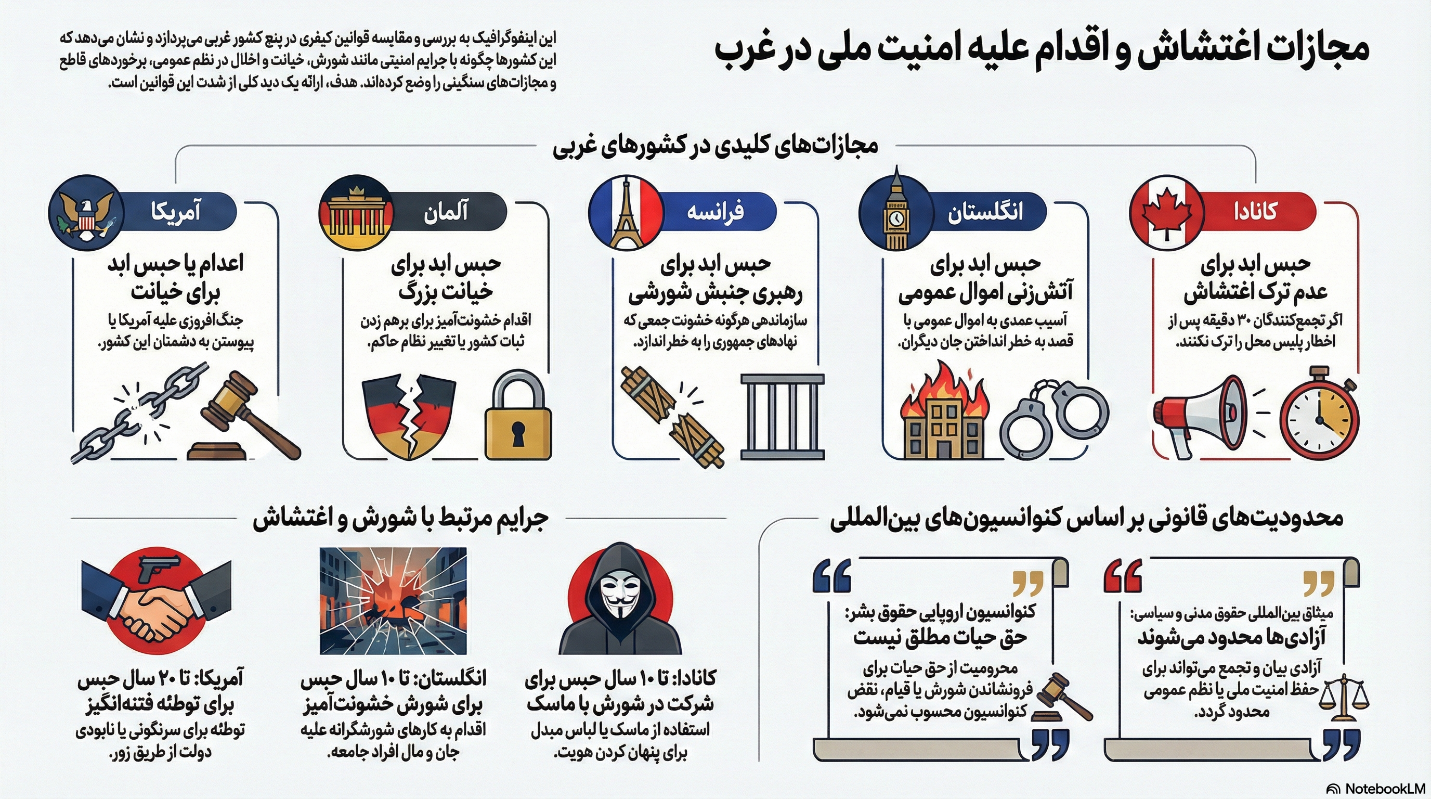 مجازات اغتشاش و اقدام علیه امنیت ملی در غرب
این اینفوگرافیک به بررسی و مقایسه قوانین کیفری در پنج کشور غربی می‌پردازد و نشان می‌دهد که
این کشورها چگونه با جرایم امنیتی مانند شورش، خیانت و اخلال در نظم عمومی، برخوردهای قاطع
و مجازات‌های سنگینی را وضع کرده‌اند. هدف، ارائه یک دید کلی از شدت این قوانین است.
مجازات‌های کلیدی در کشورهای غربی
کانادا
حبس ابد برای
عدم ترک اغتشاش
اگر تجمع‌کنندگان ۳۰ دقیقه پس از
اخطار پلیس محل را ترک نکنند.
انگلستان
حبس ابد برای
آتش‌زنی اموال عمومی
آسیب عمدی به اموال عمومی با
قصد به خطر انداختن جان دیگران.
فرانسه
حبس ابد برای
رهبری جنبش شورشی
سازماندهی هرگونه خشونت جمعی که
نهادهای جمهوری را به خطر اندازد.
آلمان
حبس ابد برای
خیانت بزرگ
اقدام خشونت‌آمیز برای برهم زدن
ثبات کشور یا تغییر نظام حاکم.
آمریکا
اعدام یا حبس ابد
برای خیانت
جنگ‌افروزی علیه آمریکا یا
پیوستن به دشمنان این کشور.
محدودیت‌های قانونی بر اساس کنوانسیون‌های بین‌المللی
میثاق بین‌المللی حقوق مدنی و سیاسی:
آزادی‌ها محدود می‌شوند
آزادی بیان و تجمع می‌تواند برای
حفظ امنیت ملی یا نظم عمومی
محدود گردد.
کنوانسیون اروپایی حقوق بشر:
حق حیات مطلق نیست
محرومیت از حق حیات برای
فرونشاندن شورش یا قیام، نقض
کنوانسیون محسوب نمی‌شود.
جرایم مرتبط با شورش و اغتشاش
کانادا: تا ۱۰ سال حبس برای
شرکت در شورش با ماسک
استفاده از ماسک یا لباس مبدل
برای پنهان کردن هویت.
انگلستان: تا ۱۰ سال حبس
برای شورش خشونت‌آمیز
اقدام به کارهای شورشگرانه علیه
جان و مال افراد جامعه.
آمریکا: تا ۲۰ سال حبس
برای توطئه فتنه‌انگیز
توطئه برای سرنگونی یا نابودی
دولت از طریق زور.
NotebookLM